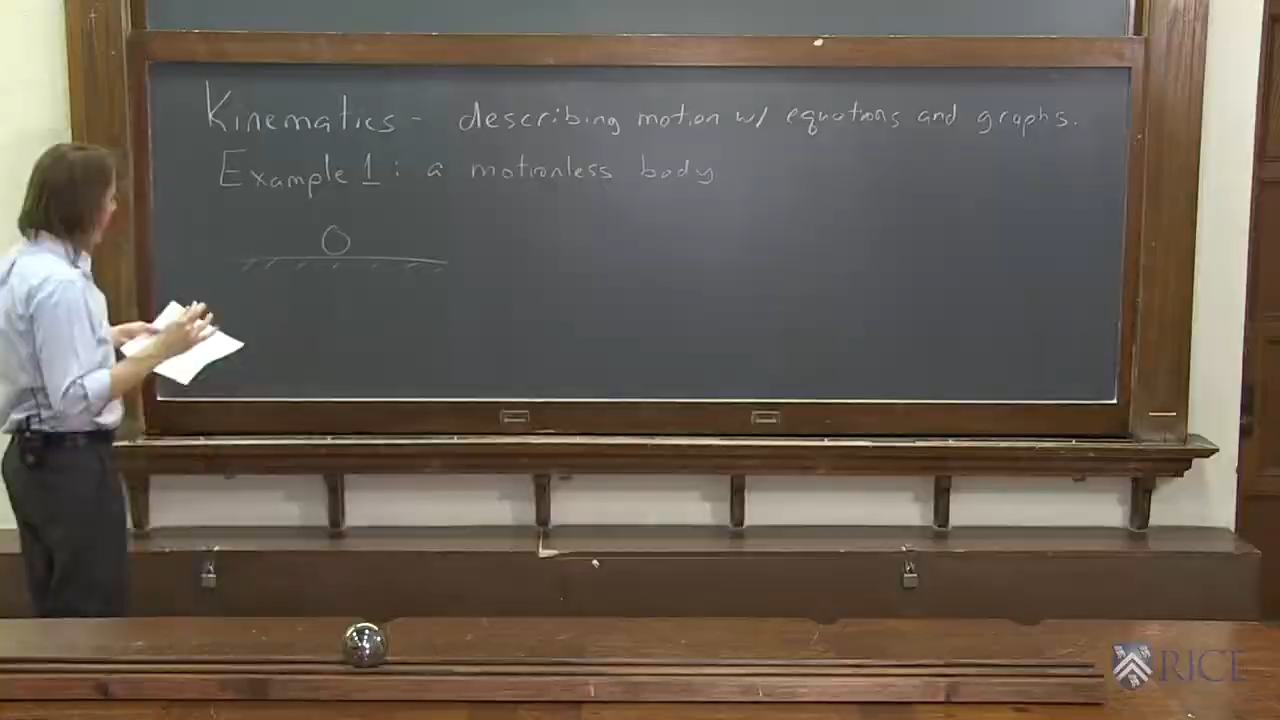 Kinematics - describing motion w/ equations and graphs.
Example 1: a motionless body
RICE